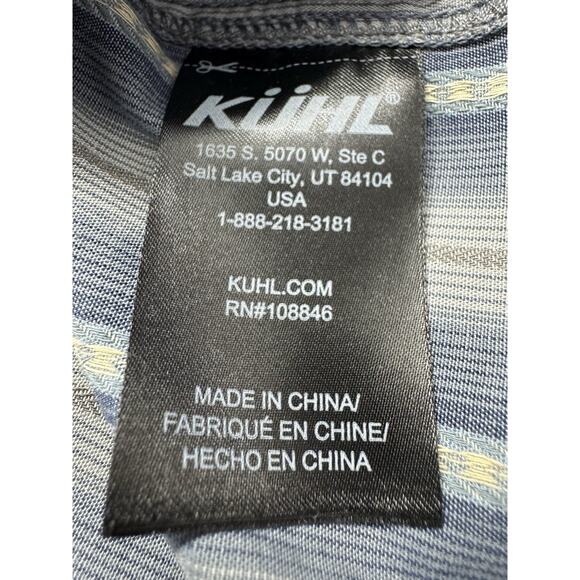 KÜHL®
1635 S. 5070 W, Ste C
Salt Lake City, UT 84104
USA
1-888-218-3181
KUHL.COM
RN#108846
MADE IN CHINA/
FABRIQUÉ EN CHINE/
HECHO EN CHINA